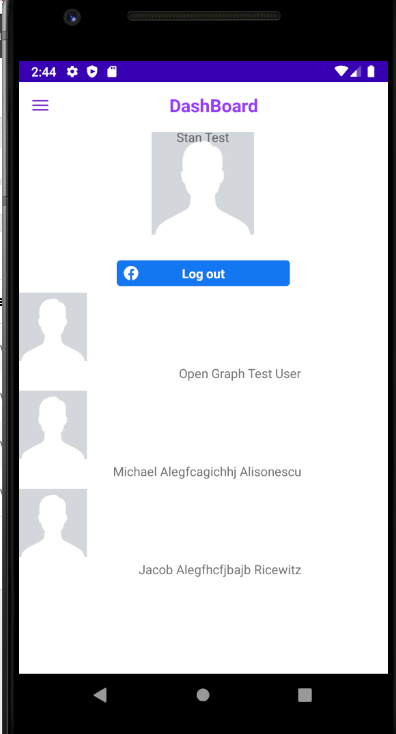 2:44
DashBoard
Stan Test
Log out
Open Graph Test User
Michael Alegfcagichhj Alisonescu
Jacob Alegfhcfjbajb Ricewitz